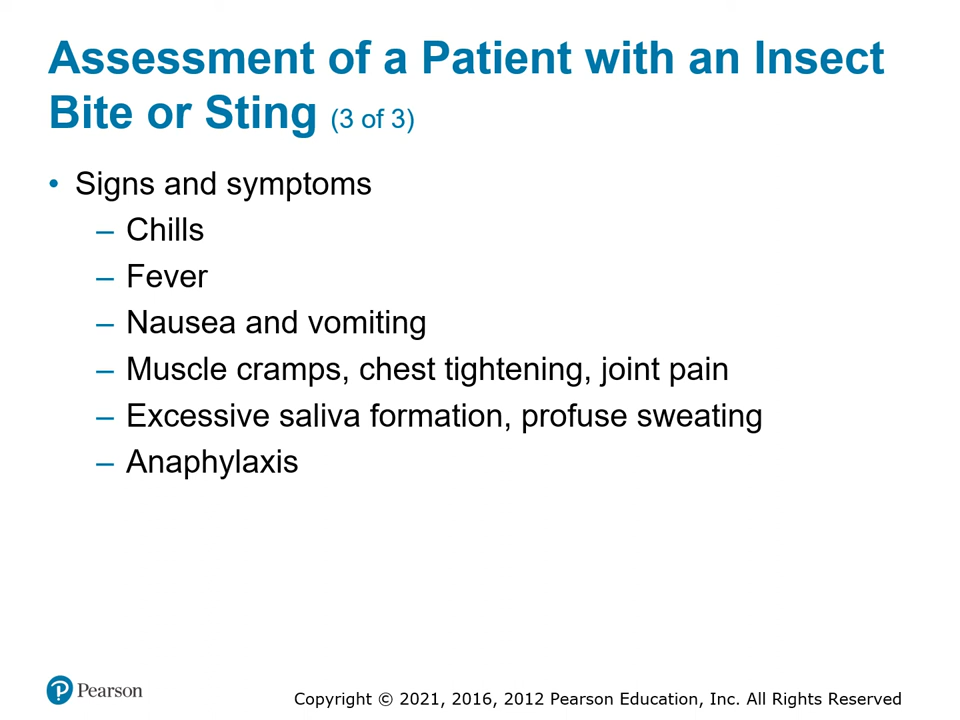 Assessment of a Patient with an Insect
Bite or Sting (3 of 3)
• Signs and symptoms
– Chills
– Fever
– Nausea and vomiting
– Muscle cramps, chest tightening, joint pain
– Excessive saliva formation, profuse sweating
– Anaphylaxis
Pearson
Copyright © 2021, 2016, 2012 Pearson Education, Inc. All Rights Reserved